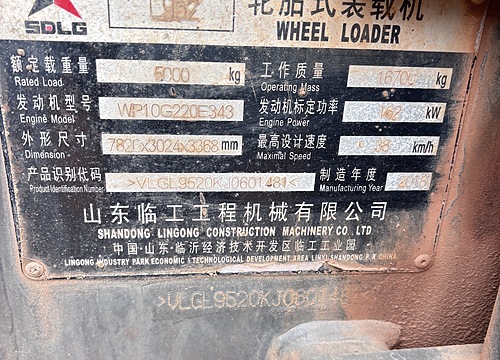 952 轮胎式装载机
SDLG WHEEL LOADER
额定载重量 5000 kg 工作质量 16700 kg
Rated Load Operating Mass
发动机型号 WP10G220E343 发动机标定功率 162 kW
Engine Model Engine Power
外形尺寸 7820x3024x3368 mm 最高设计速度 38 km/h
Dimension Maximal Speed
产品识别代码 >VLGL9520KJ0601481< 制造年度
Product Identification Number Manufacturing Year
山东临工工程机械有限公司
SHANDONG LINGONG CONSTRUCTION MACHINERY CO., LTD
中国·山东·临沂经济技术开发区临工工业园
LINGONG INDUSTRY PARK ECONOMIC & TECHNOLOGICAL DEVELOPMENT AREA LINYI SHANDONG P. R CHINA
>VLGL9520KJ060148